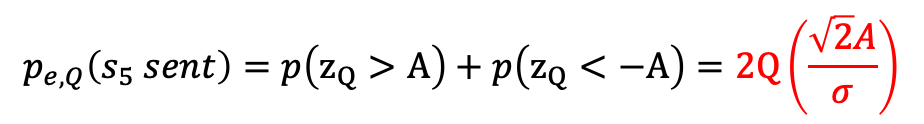 p_{e,Q}(s_5 sent) = p(z_Q > A) + p(z_Q < −A) = 2Q(√2A/σ)